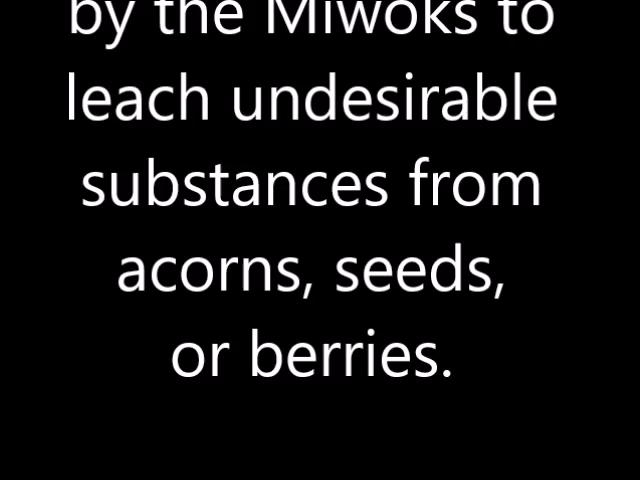 by the Miwoks to
leach undesirable
substances from
acorns, seeds,
or berries.